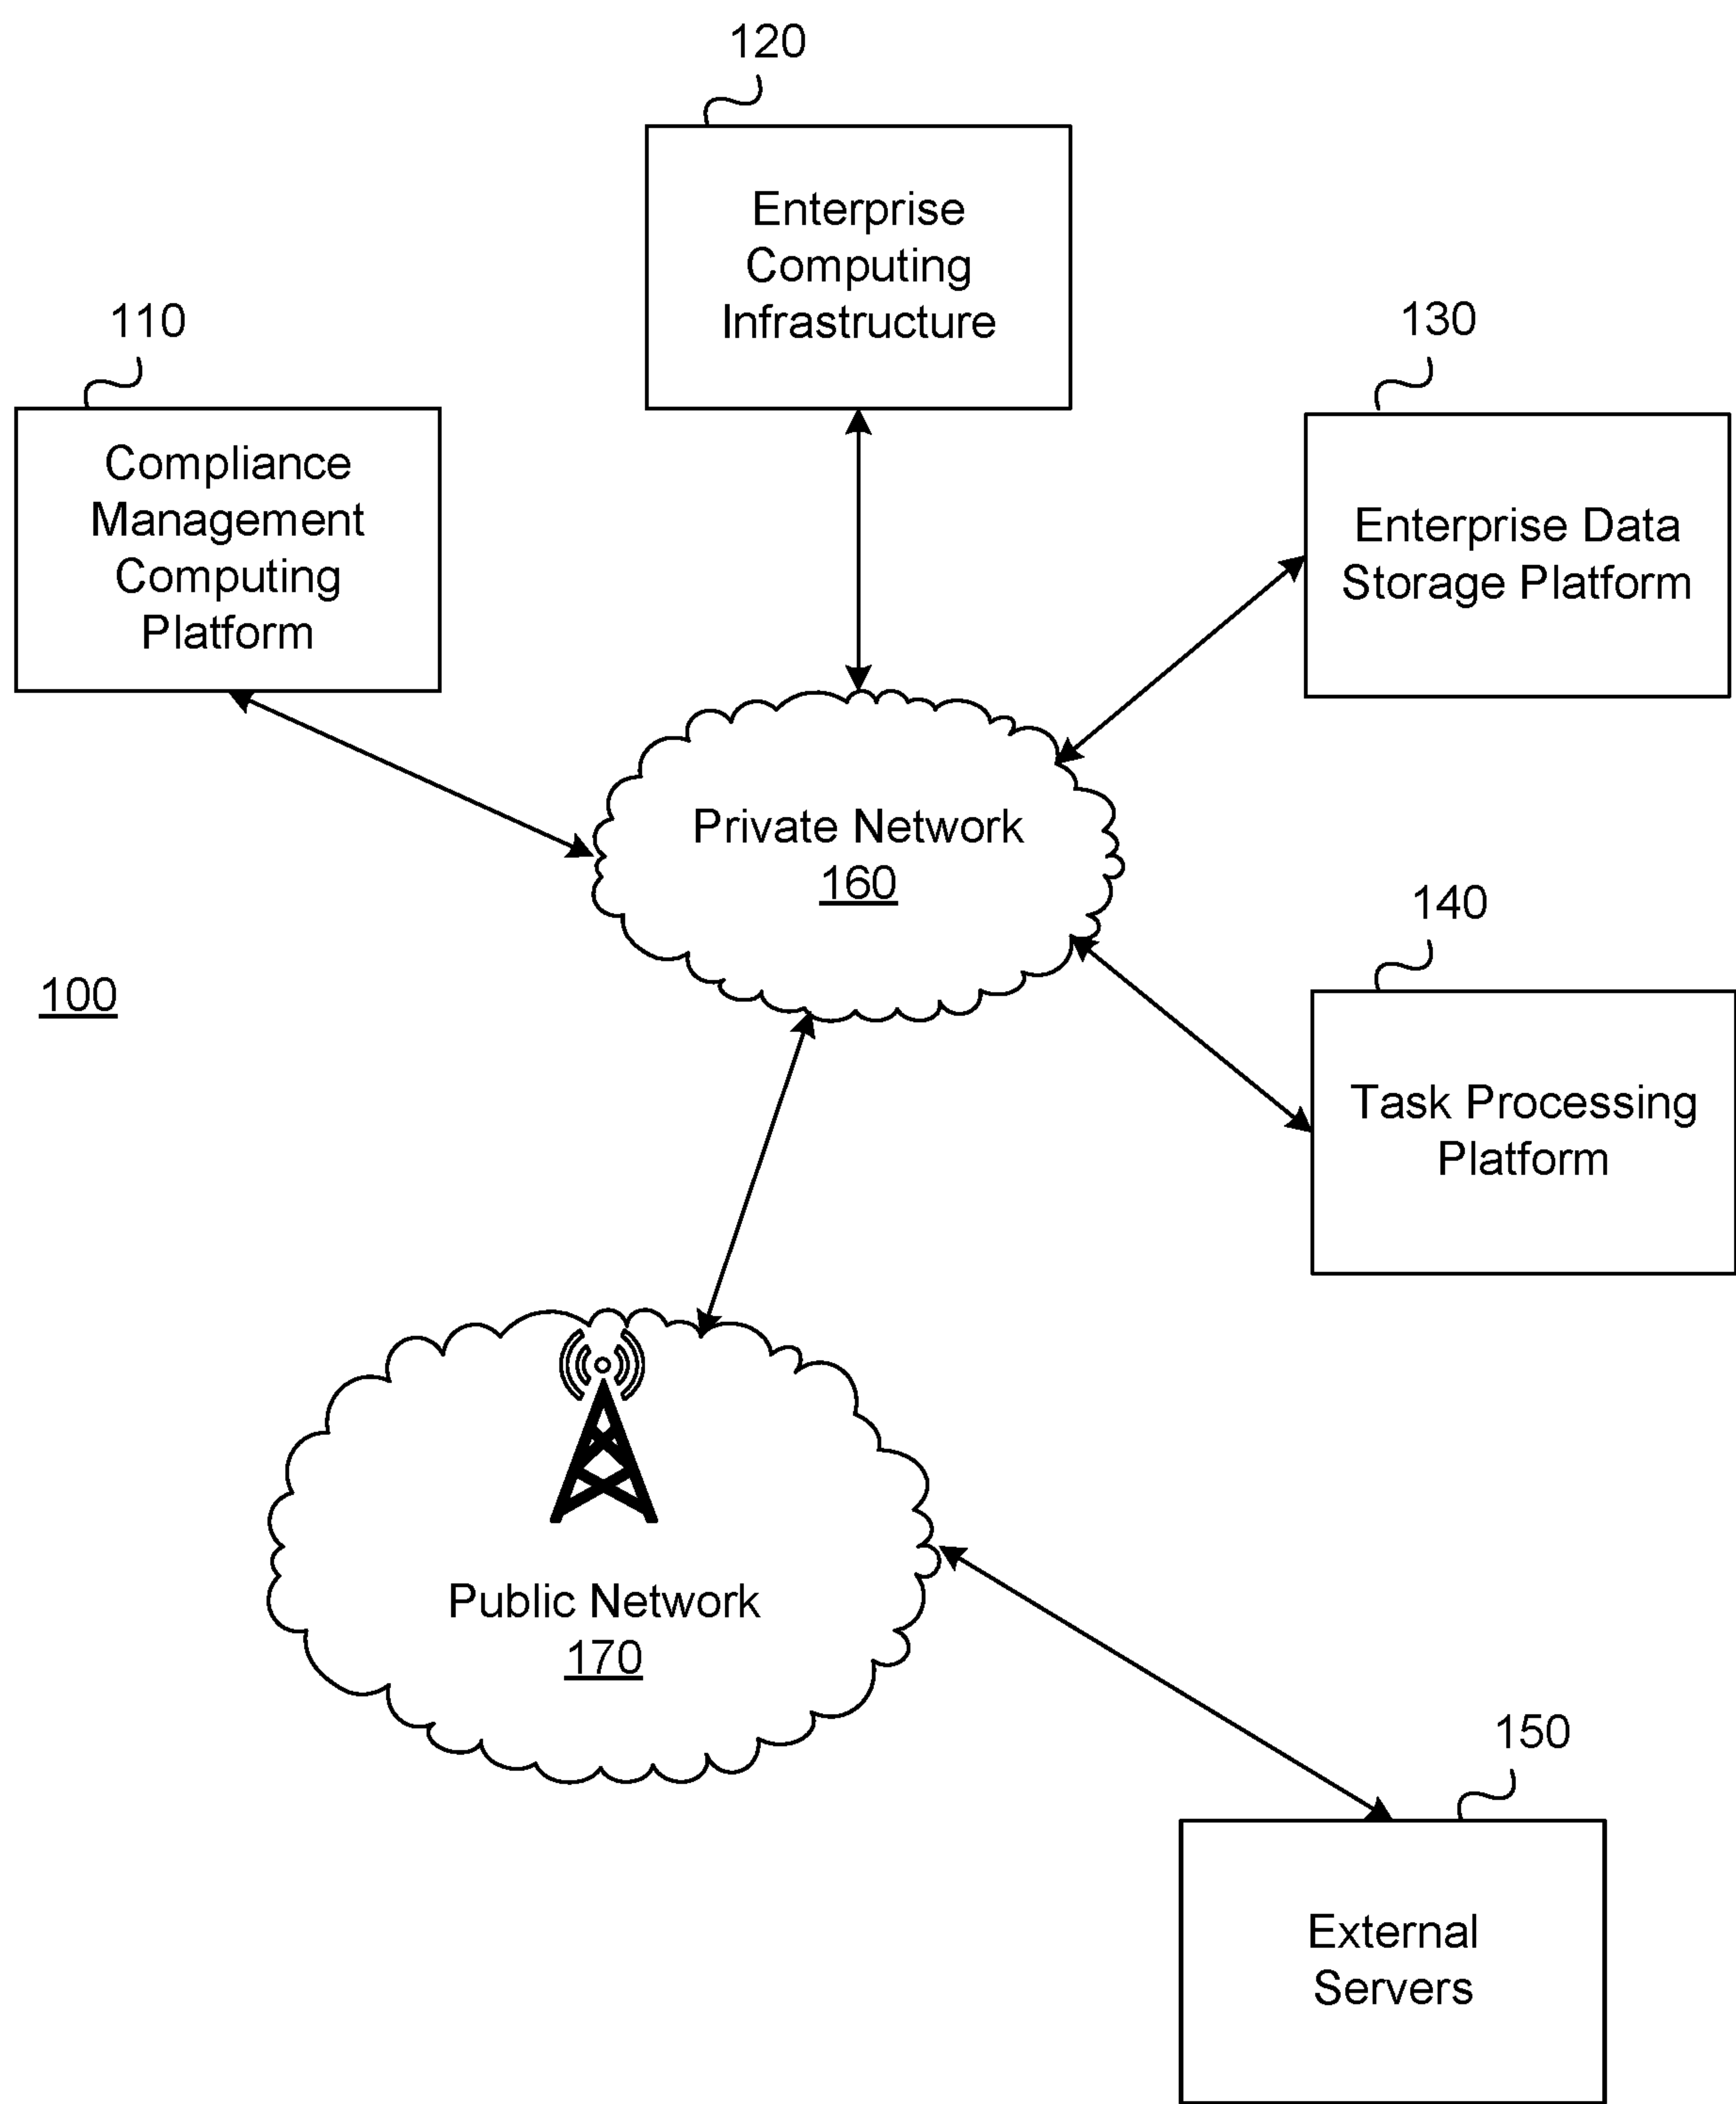 120
Enterprise
Computing
Infrastructure
110
Compliance
Management
Computing
Platform
130
Enterprise Data
Storage Platform
Private Network
160
140
Task Processing
Platform
100
Public Network
170
150
External
Servers